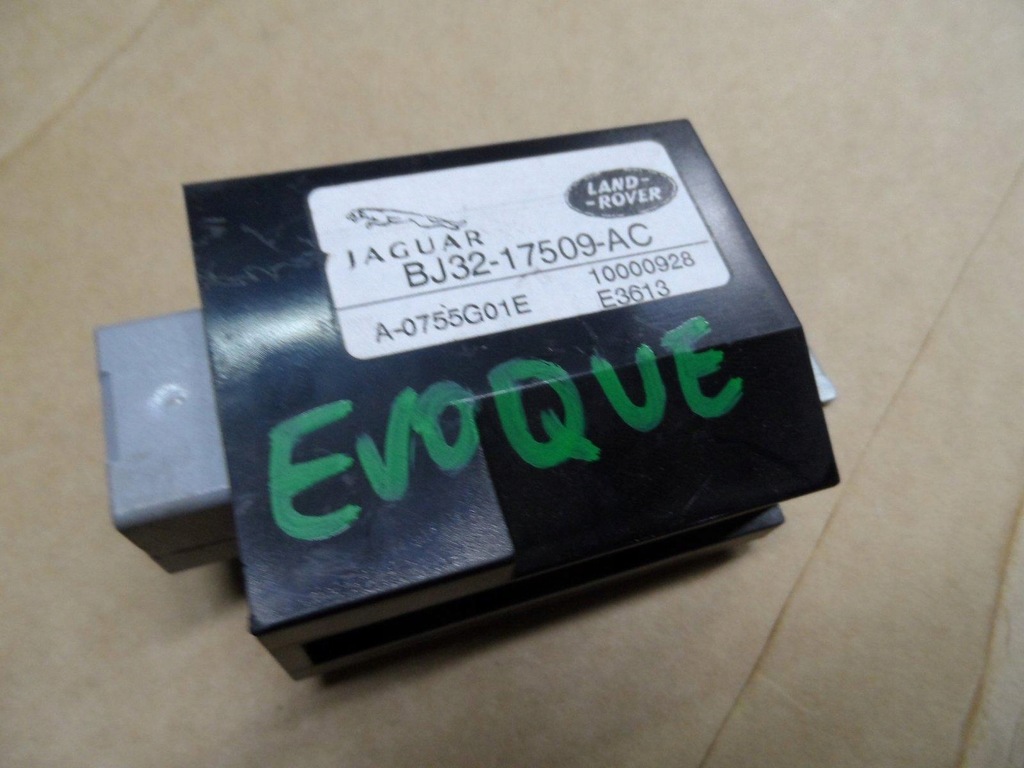 LAND-
-ROVER
JAGUAR
BJ32-17509-AC
A-0755G01E
10000928
E3613
EVOQUE